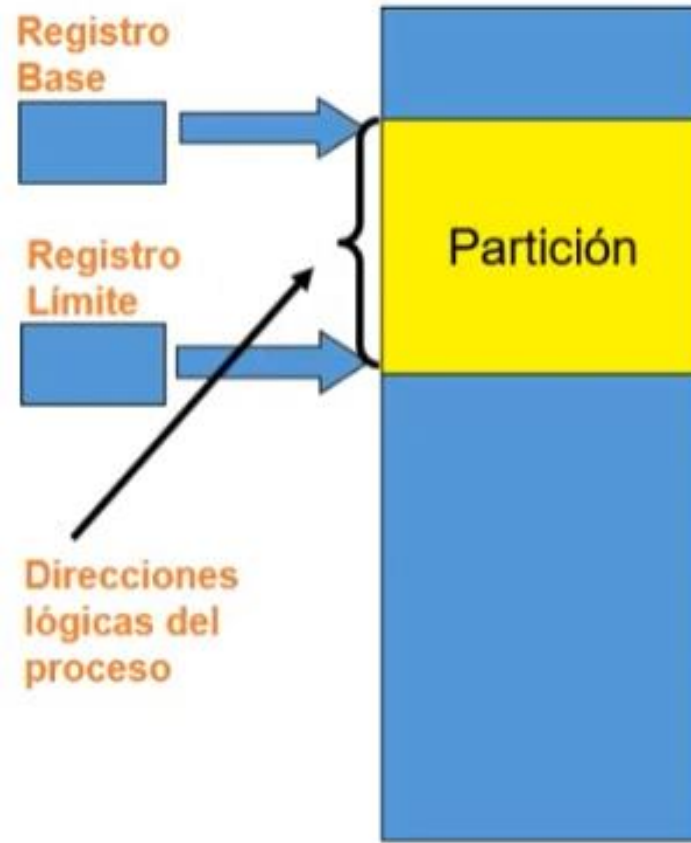 Registro
Base
Partición
Registro
Límite
Direcciones
lógicas del
proceso